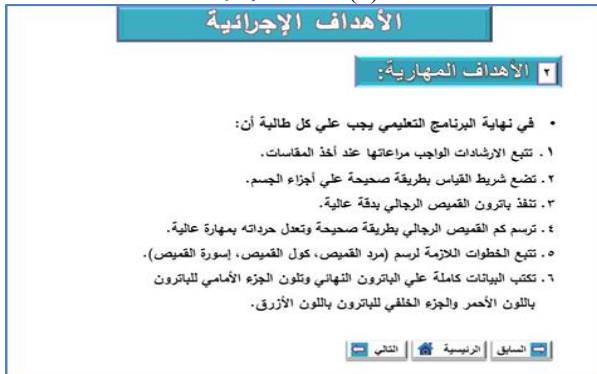 الأهداف الإجرائية
٢ الأهداف المهارية:
• في نهاية البرنامج التعليمي يجب علي كل طالبة أن:
١. تتبع الارشادات الواجب مراعاتها عند أخذ المقاسات.
٢. تضع شريط القياس بطريقة صحيحة علي أجزاء الجسم.
٣. تنفذ باترون القميص الرجالي بدقة عالية.
٤. ترسم كم القميص الرجالي بطريقة صحيحة وتعدل حرداته بمهارة عالية.
٥. تتبع الخطوات اللازمة لرسم (مرد القميص، كول القميص، إسورة القميص).
٦. تكتب البيانات كاملة علي الباترون النهائي وتلون الجزء الأمامي للباترون
باللون الأحمر والجزء الخلفي للباترون باللون الأزرق.
السابق الرئيسية التالي